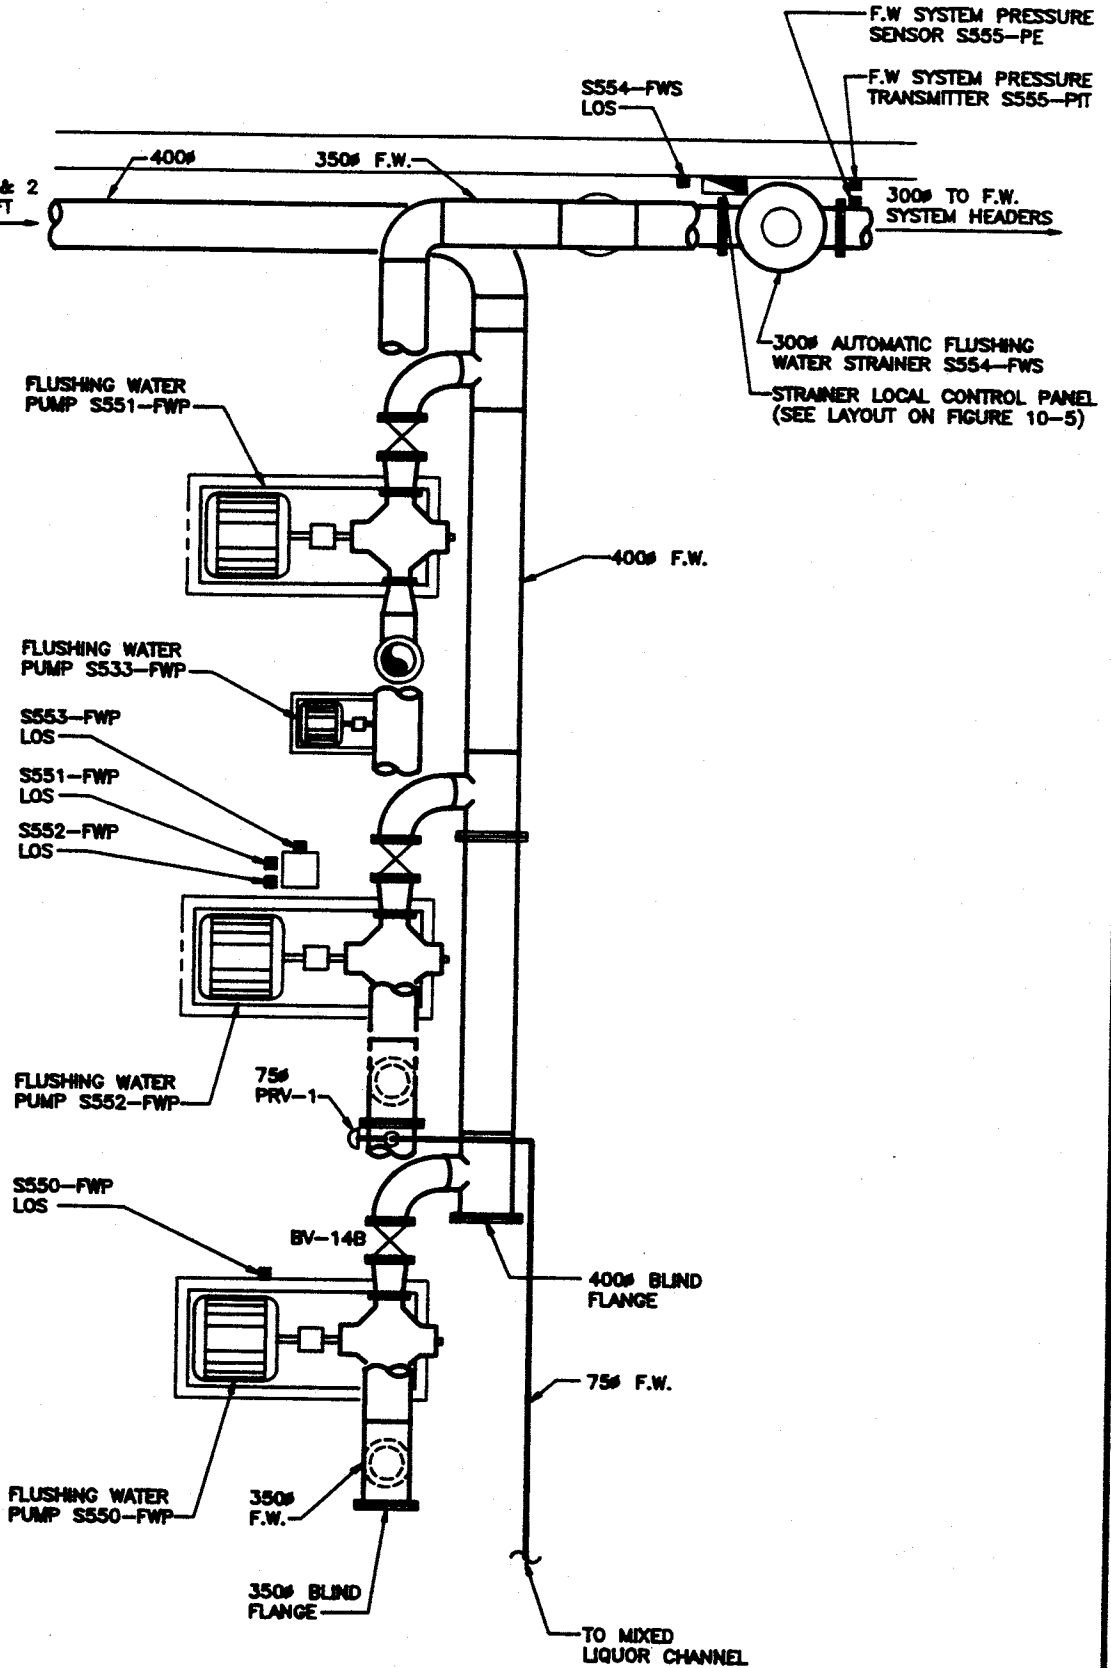 F.W SYSTEM PRESSURE
SENSOR S555-PE
F.W SYSTEM PRESSURE
TRANSMITTER S555-PIT
S554-FWS
LOS
400ø
350ø F.W.
& 2
FT
300ø TO F.W.
SYSTEM HEADERS
300ø AUTOMATIC FLUSHING
WATER STRAINER S554-FWS
STRAINER LOCAL CONTROL PANEL
(SEE LAYOUT ON FIGURE 10-5)
FLUSHING WATER
PUMP S551-FWP
400ø F.W.
FLUSHING WATER
PUMP S533-FWP
S553-FWP
LOS
S551-FWP
LOS
S552-FWP
LOS
FLUSHING WATER
PUMP S552-FWP
75ø
PRV-1
S550-FWP
LOS
BV-14B
400ø BLIND
FLANGE
75ø F.W.
FLUSHING WATER
PUMP S550-FWP
350ø
F.W.
350ø BLIND
FLANGE
TO MIXED
LIQUOR CHANNEL